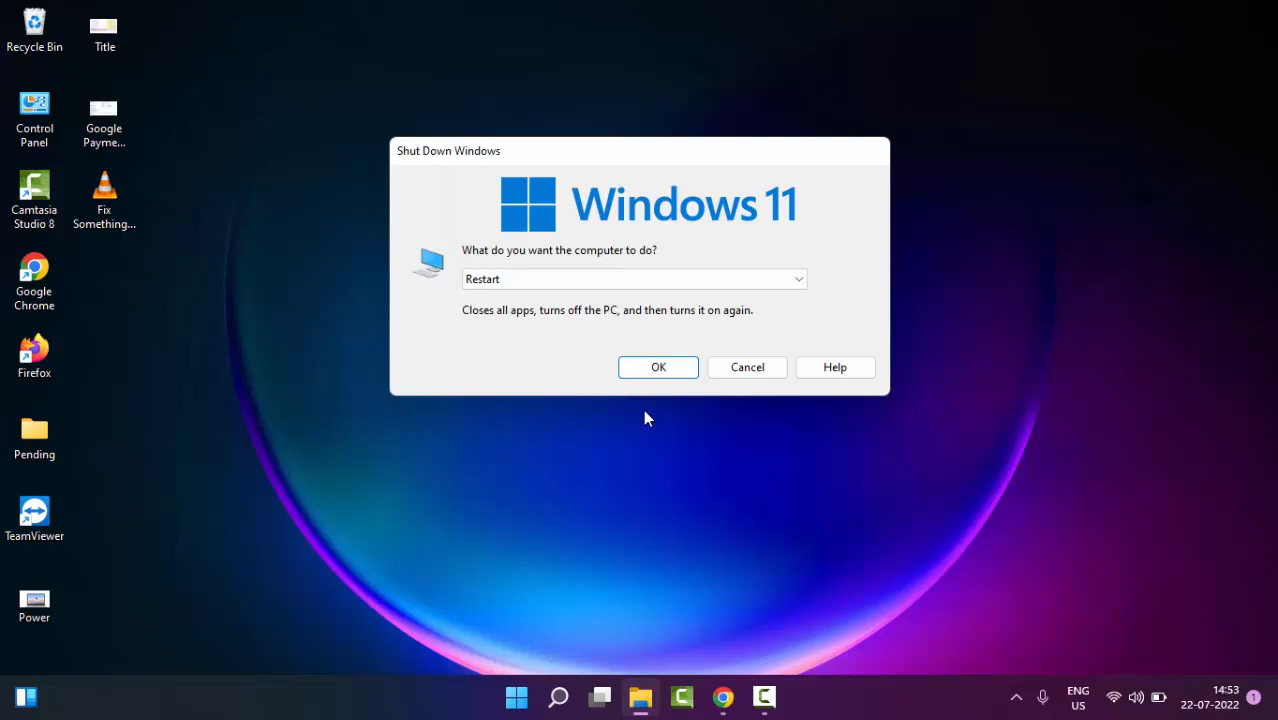 Recycle Bin
Title
Control
Panel
Google
Payme...
Camtasia
Studio 8
Fix
Something...
Google
Chrome
Firefox
Pending
TeamViewer
Power
Shut Down Windows
Windows 11
What do you want the computer to do?
Restart
Closes all apps, turns off the PC, and then turns it on again.
OK
Cancel
Help
ENG
US
14:53
22-07-2022
1